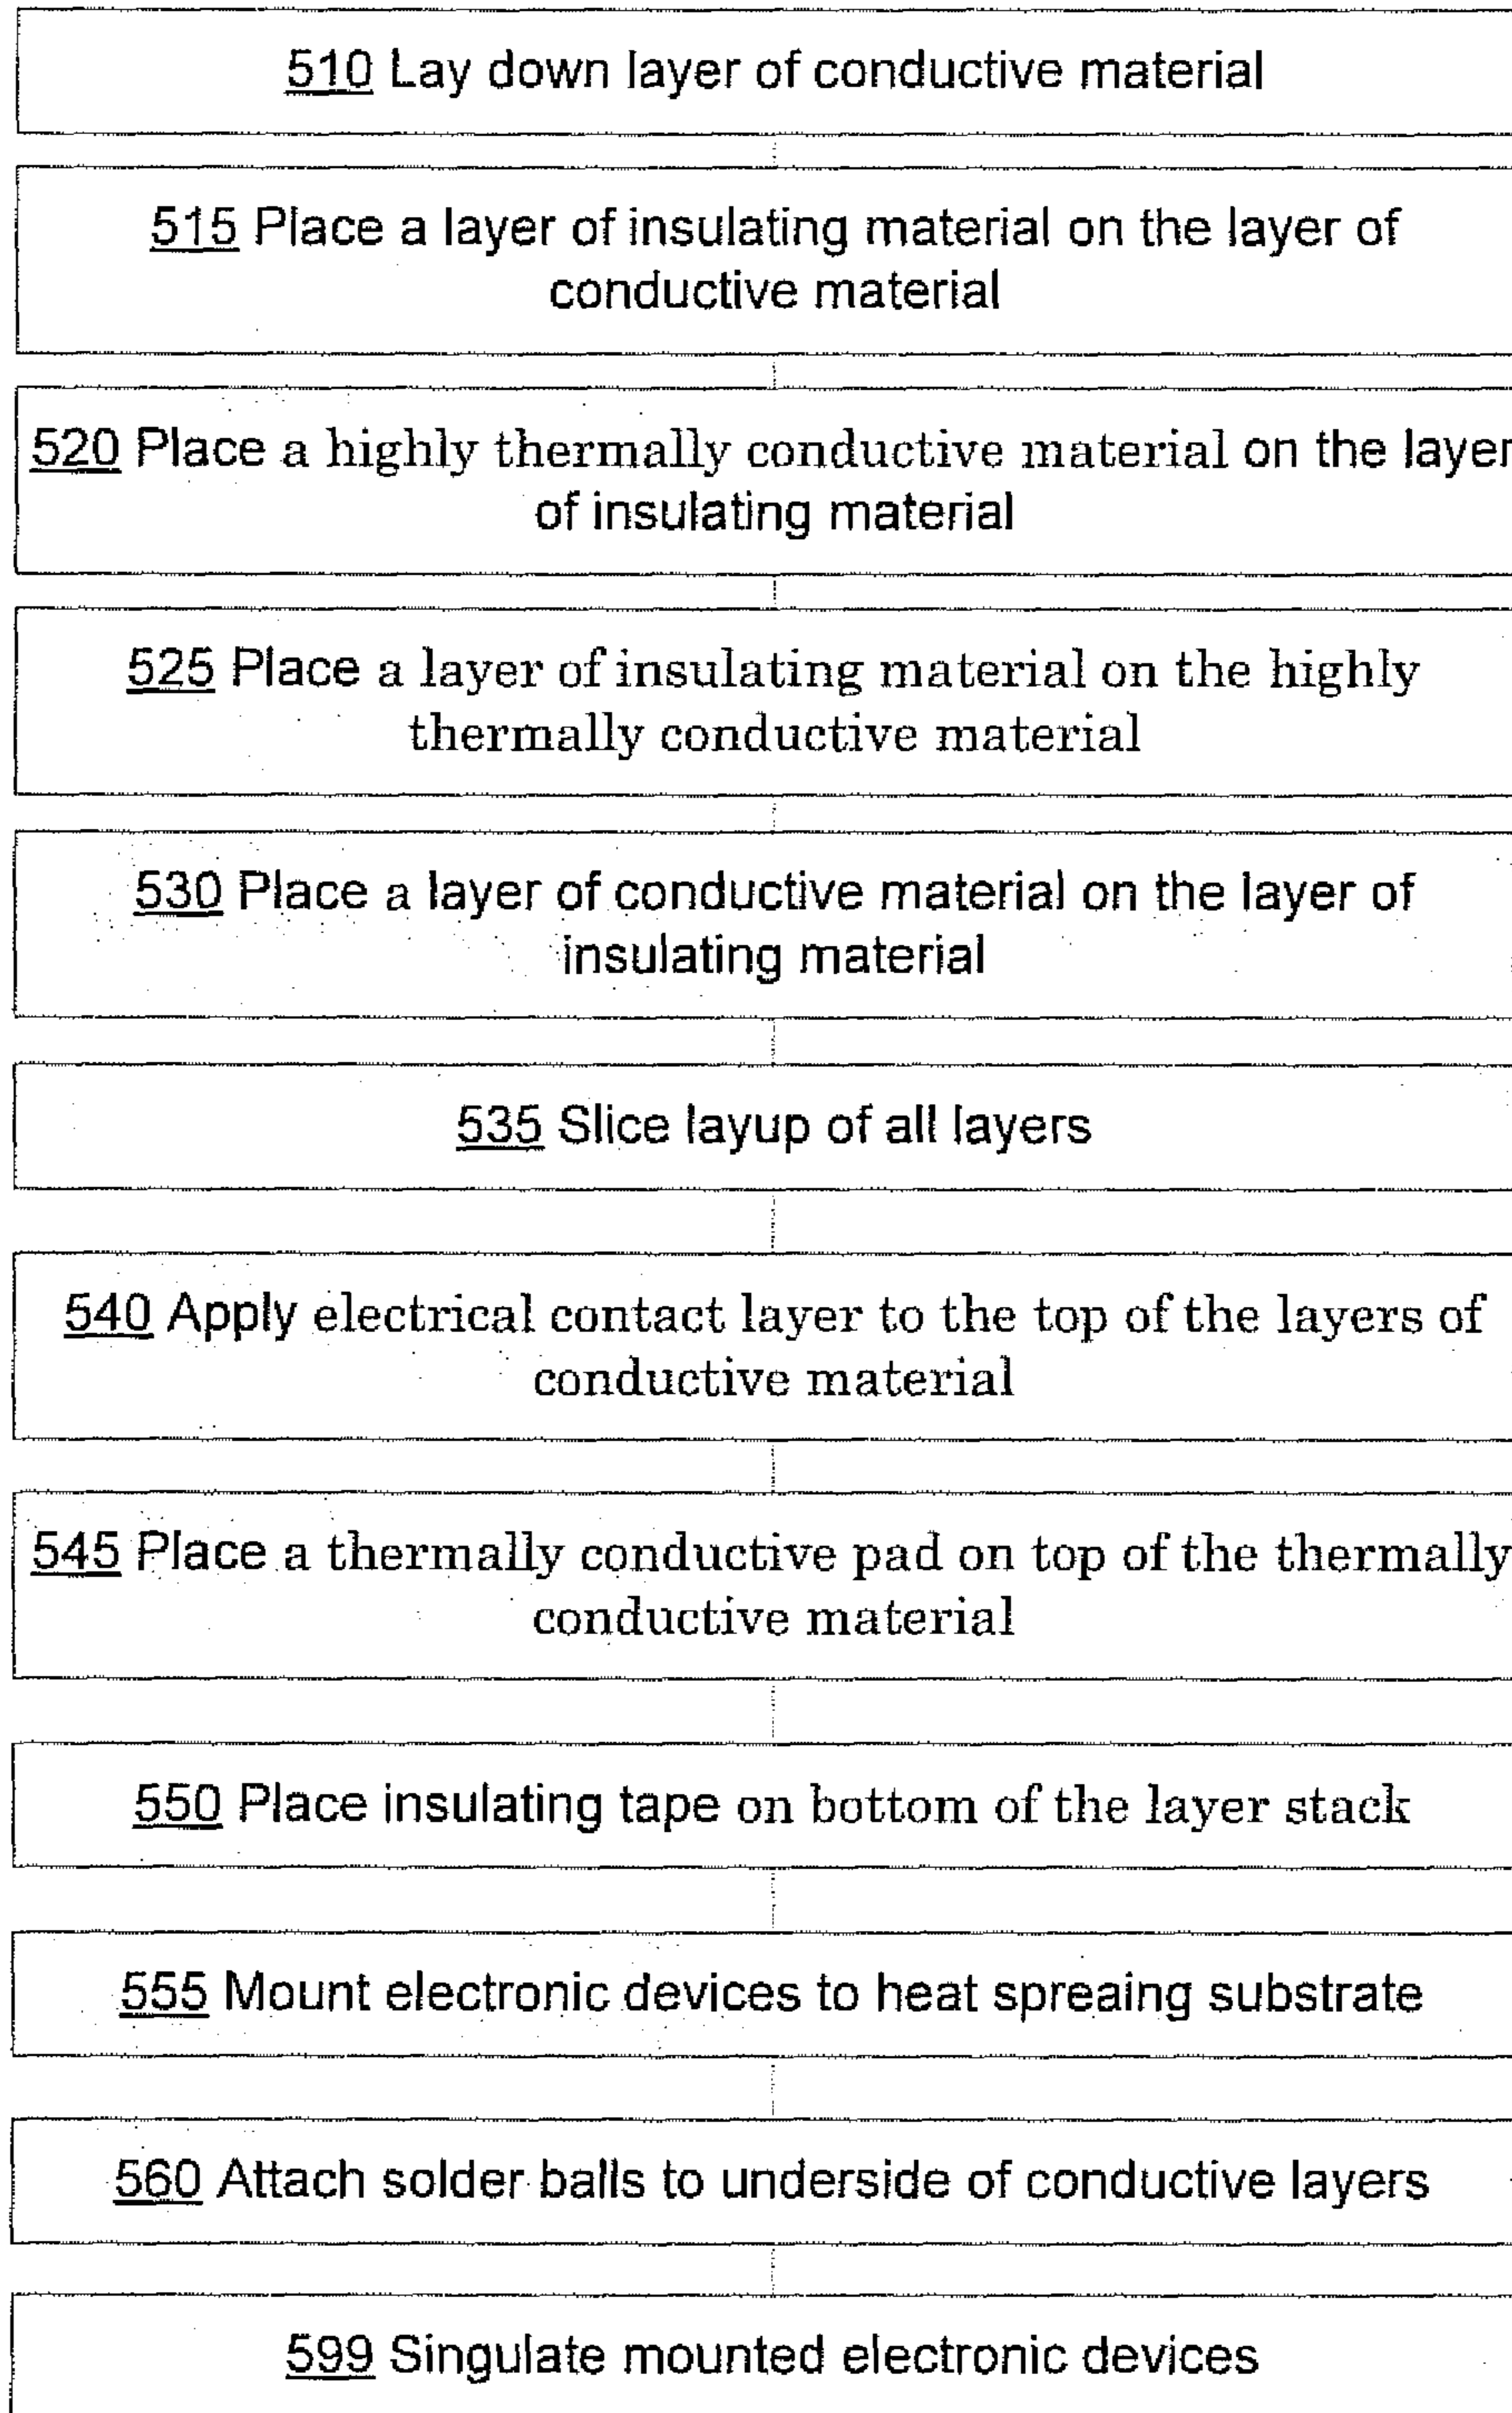 510 Lay down layer of conductive material
515 Place a layer of insulating material on the layer of
conductive material
520 Place a highly thermally conductive material on the layer
of insulating material
525 Place a layer of insulating material on the highly
thermally conductive material
530 Place a layer of conductive material on the layer of
insulating material
535 Slice layup of all layers
540 Apply electrical contact layer to the top of the layers of
conductive material
545 Place a thermally conductive pad on top of the thermally
conductive material
550 Place insulating tape on bottom of the layer stack
555 Mount electronic devices to heat spreaing substrate
560 Attach solder balls to underside of conductive layers
599 Singulate mounted electronic devices